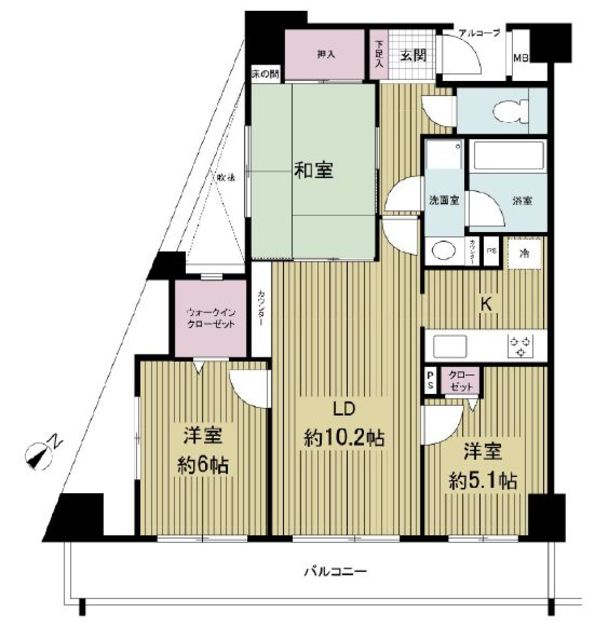 アルコーブ
下足入
玄関
押入
MB
床の間
和室
吹抜
洗面室
浴室
カウンター
PS
冷
カウンター
K
ウォークイン
クローゼット
PS
クロー
ゼット
LD
約10.2帖
洋室
約6帖
洋室
約5.1帖
N
バルコニー